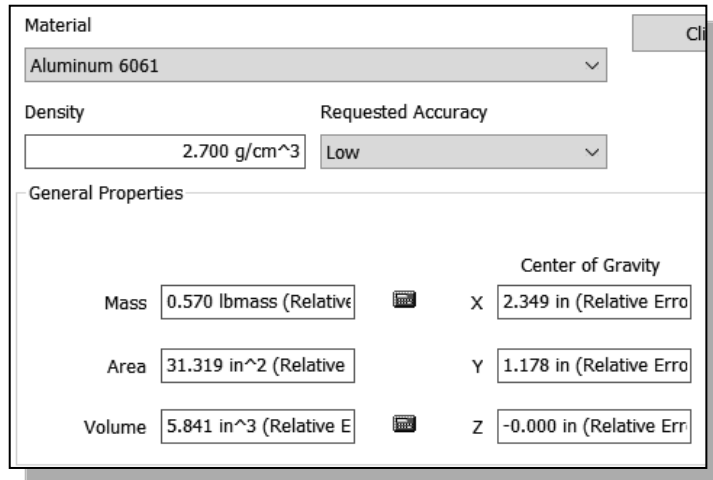 Material
Cli
Aluminum 6061
Density
Requested Accuracy
2.700 g/cm^3
Low
General Properties
Center of Gravity
Mass 0.570 lbmass (Relative
X 2.349 in (Relative Erro
Area 31.319 in^2 (Relative
Y 1.178 in (Relative Erro
Volume 5.841 in^3 (Relative E
Z -0.000 in (Relative Err